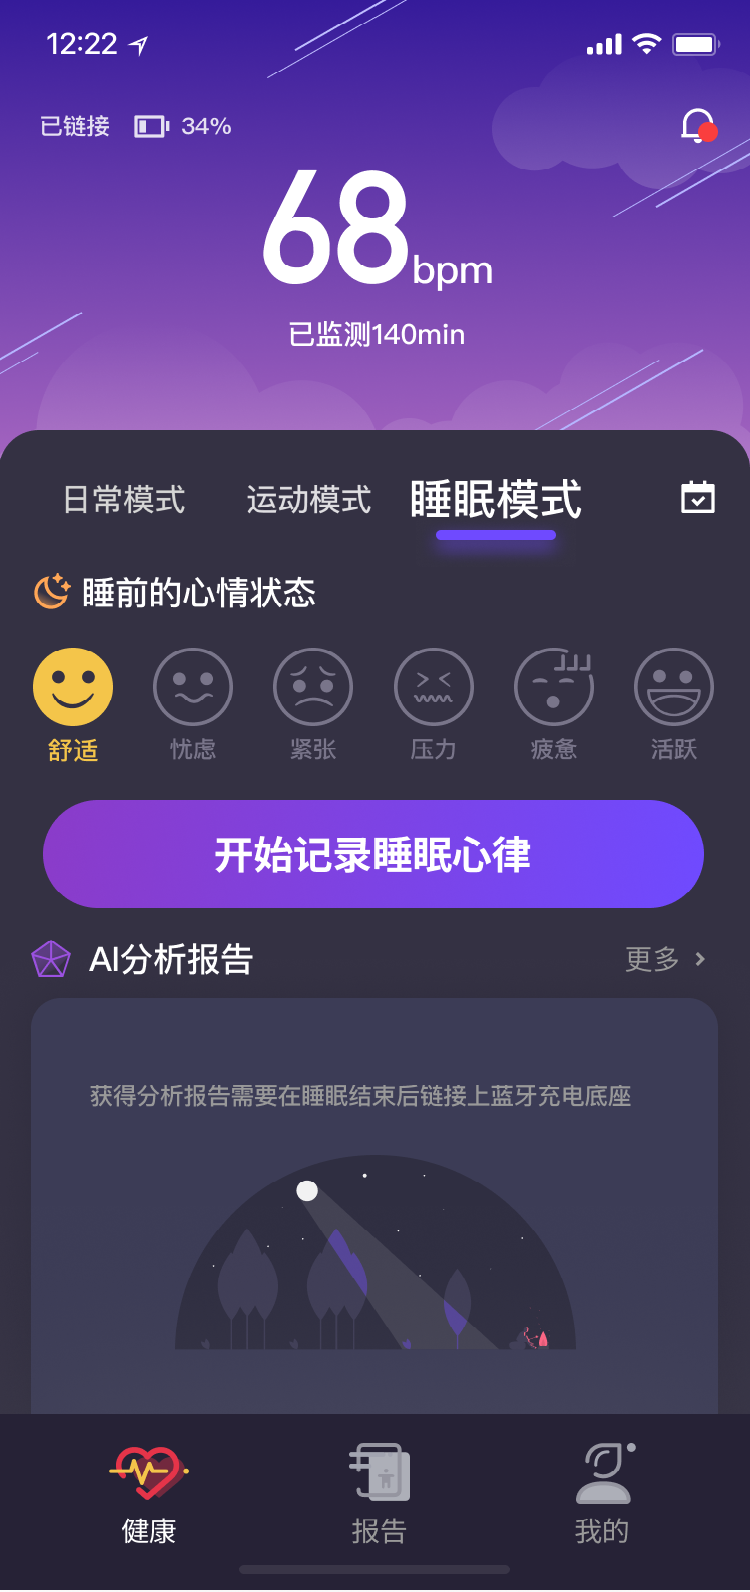 12:22
已链接 34%
68bpm
已监测140min
日常模式 运动模式 睡眠模式
睡前的心情状态
舒适 忧虑 紧张 压力 疲惫 活跃
开始记录睡眠心律
AI分析报告 更多
获得分析报告需要在睡眠结束后链接上蓝牙充电底座
健康 报告 我的